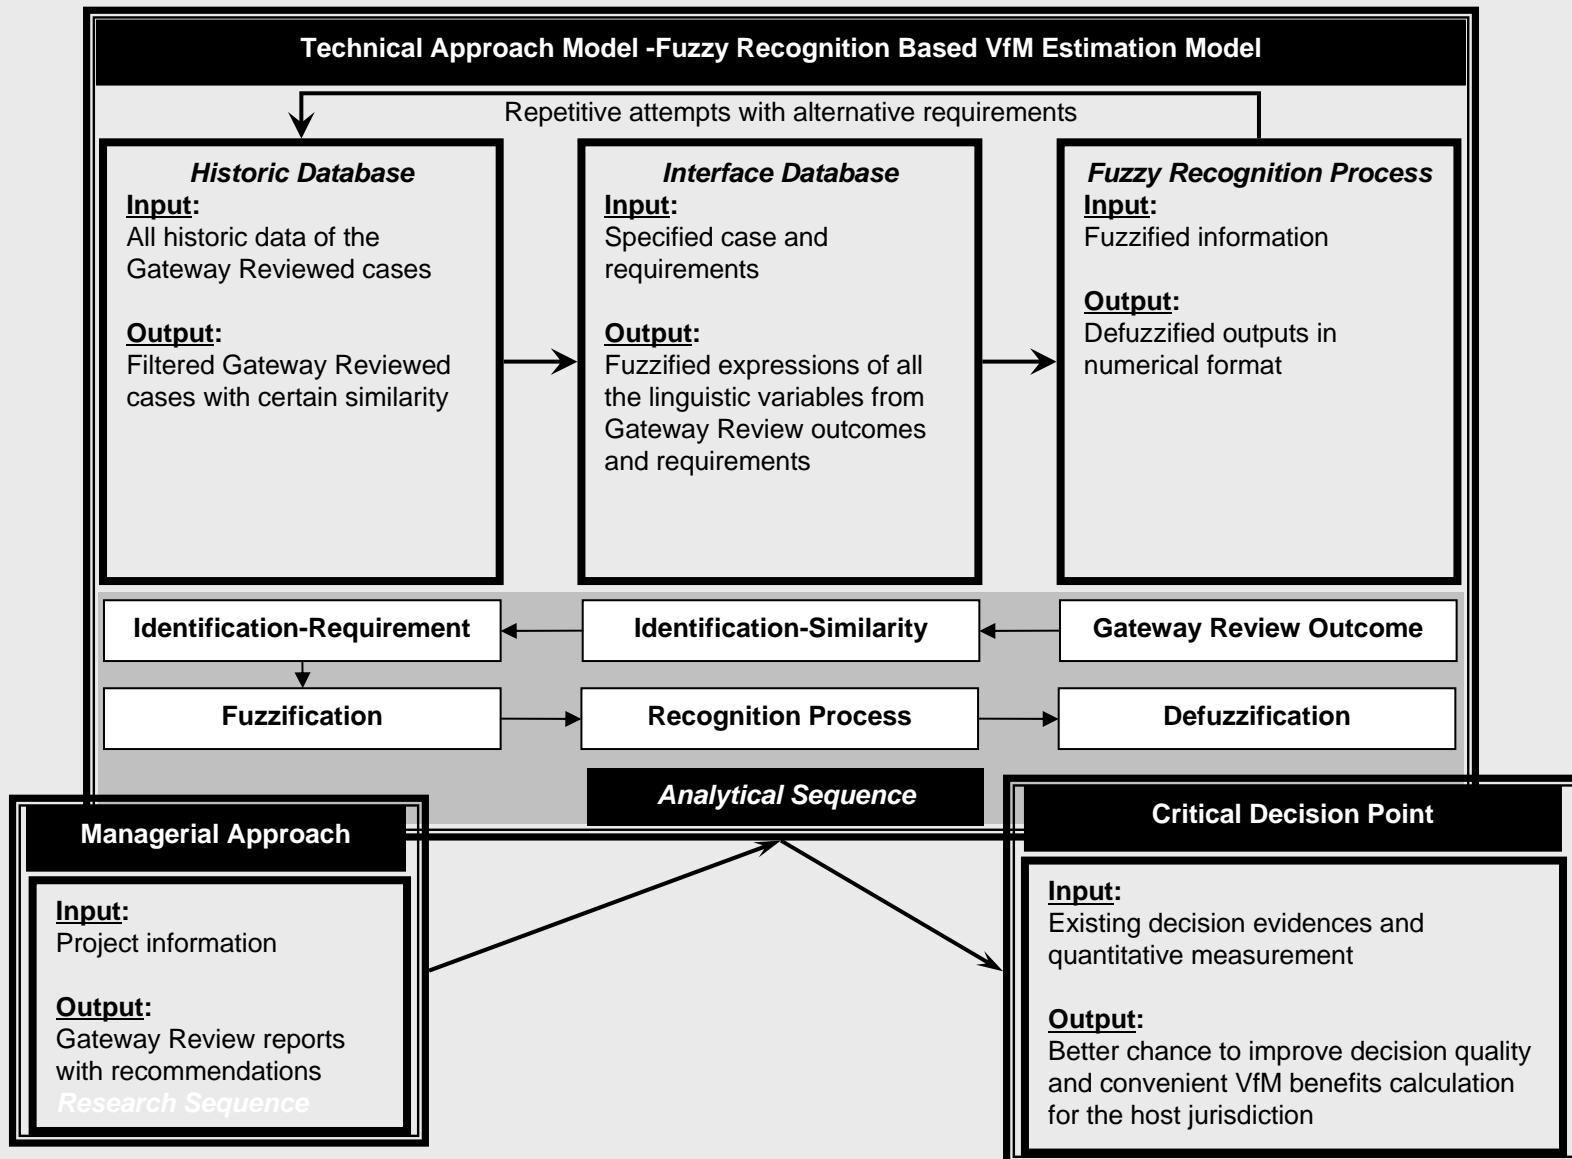 Technical Approach Model -Fuzzy Recognition Based VfM Estimation Model
Repetitive attempts with alternative requirements
Historic Database
Input:
All historic data of the
Gateway Reviewed cases
Output:
Filtered Gateway Reviewed
cases with certain similarity
Interface Database
Input:
Specified case and
requirements
Output:
Fuzzified expressions of all
the linguistic variables from
Gateway Review outcomes
and requirements
Fuzzy Recognition Process
Input:
Fuzzified information
Output:
Defuzzified outputs in
numerical format
Identification-Requirement
Identification-Similarity
Gateway Review Outcome
Fuzzification
Recognition Process
Defuzzification
Analytical Sequence
Managerial Approach
Input:
Project information
Output:
Gateway Review reports
with recommendations
Research Sequence
Critical Decision Point
Input:
Existing decision evidences and
quantitative measurement
Output:
Better chance to improve decision quality
and convenient VfM benefits calculation
for the host jurisdiction